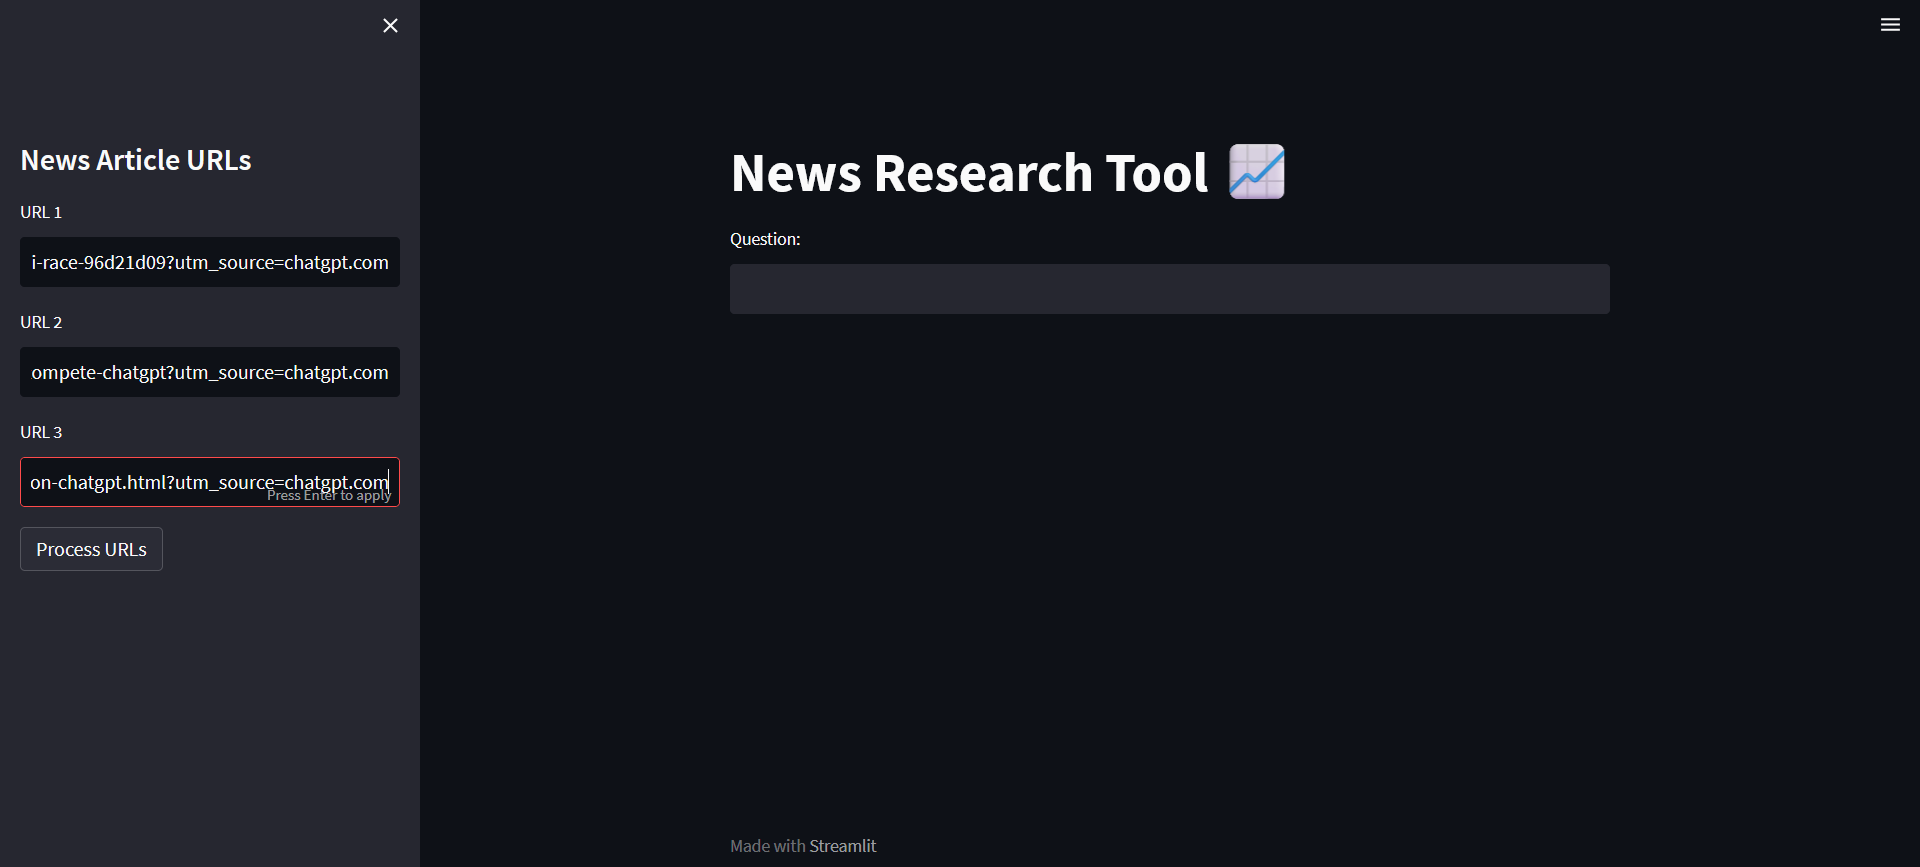 News Article URLs
URL 1
i-race-96d21d09?utm_source=chatgpt.com
URL 2
ompete-chatgpt?utm_source=chatgpt.com
URL 3
on-chatgpt.html?utm_source=chatgpt.com
Press Enter to apply
Process URLs
News Research Tool
Question:
Made with Streamlit